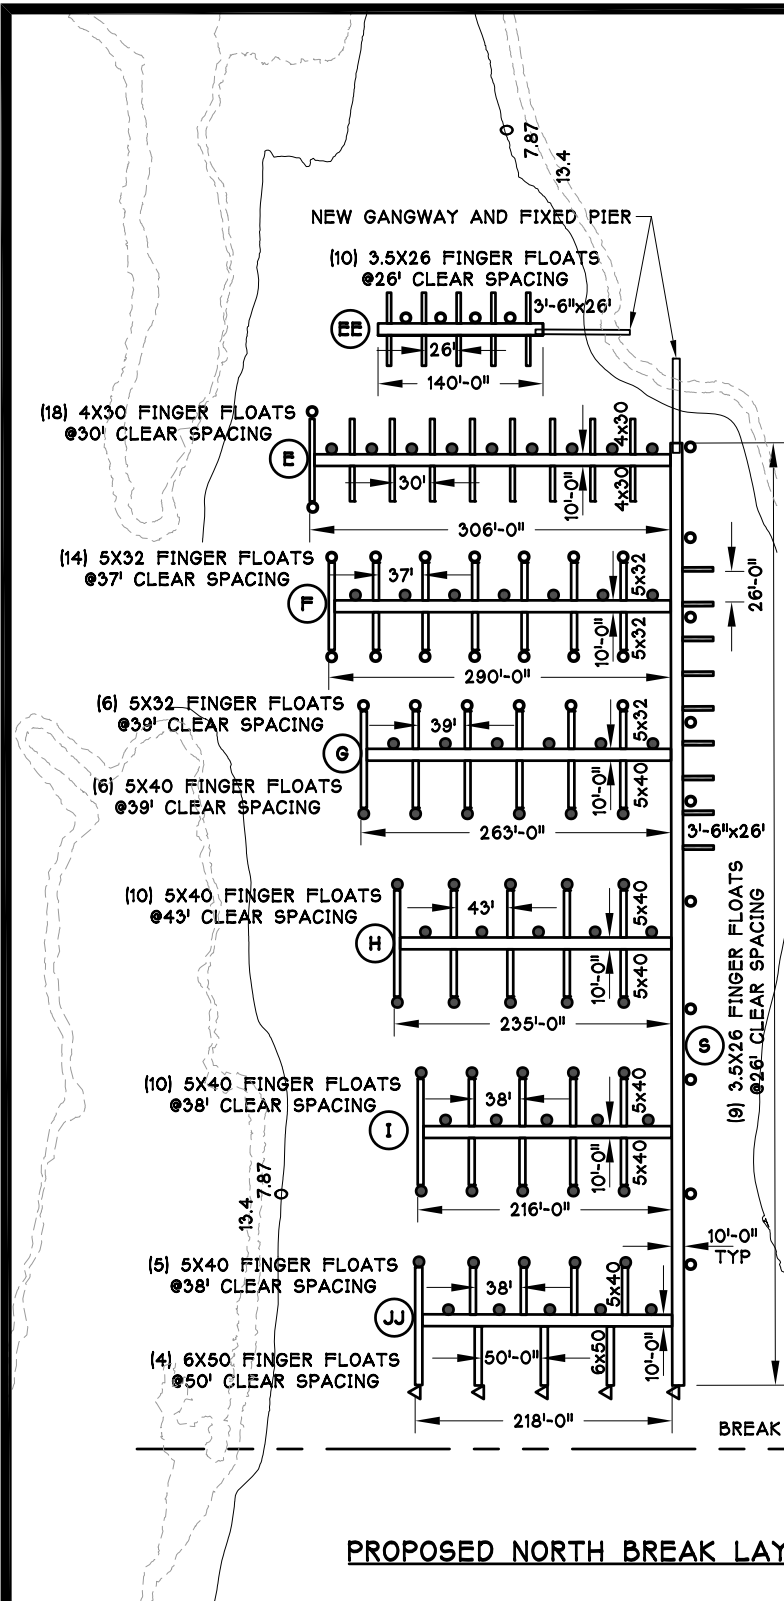 0
7.87
13.4
NEW GANGWAY AND FIXED PIER
(10) 3.5X26 FINGER FLOATS
@26' CLEAR SPACING
3'-6"x26'
EE
26'
140'-0"
(18) 4X30 FINGER FLOATS
@30' CLEAR SPACING
4x30
E
30'
10'-0"
4x30
306'-0"
(14) 5X32 FINGER FLOATS
@37' CLEAR SPACING
37'
5x32
26'-0"
F
10'-0"
5x32
290'-0"
(6) 5X32 FINGER FLOATS
@39' CLEAR SPACING
39'
5x32
G
(6) 5X40 FINGER FLOATS
@39' CLEAR SPACING
10'-0"
5x40
263'-0"
3'-6"x26'
(10) 5X40 FINGER FLOATS
@43' CLEAR SPACING
43'
5x40
H
10'-0"
5x40
235'-0"
(9) 3.5X26 FINGER FLOATS
@26' CLEAR SPACING
S
(10) 5X40 FINGER FLOATS
@38' CLEAR SPACING
38'
5x40
I
10'-0"
5x40
216'-0"
13.4
7.87
0
10'-0"
TYP
(5) 5X40 FINGER FLOATS
@38' CLEAR SPACING
38'
5x40
JJ
(4) 6X50 FINGER FLOATS
@50' CLEAR SPACING
50'-0"
6x50
10'-0"
218'-0"
BREAK
PROPOSED NORTH BREAK LAY